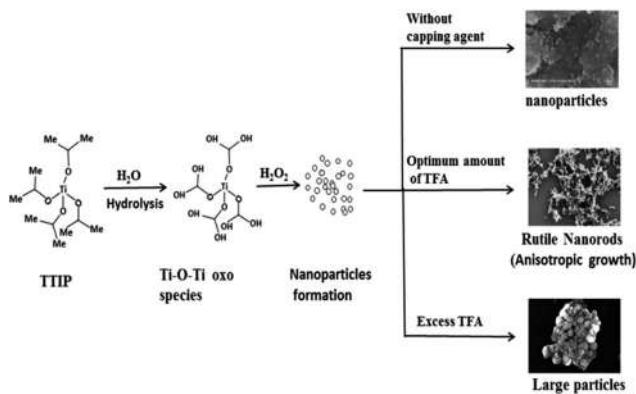 Without
capping agent
nanoparticles
Me Me
Me O Me
Ti
O O
Me O Me
Me Me
TTIP
H₂O
Hydrolysis
OH OH
OH O OH
Ti
O O
OH O OH
OH OH
Ti-O-Ti oxo
species
H₂O₂
Nanoparticles
formation
Optimum amount
of TFA
Rutile Nanorods
(Anisotropic growth)
Excess TFA
Large particles